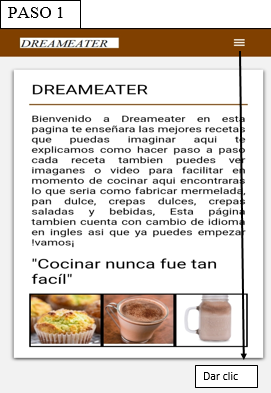 PASO 1
DREAMEATER
DREAMEATER
Bienvenido a Dreameater en esta
pagina te enseñara las mejores recetas
que puedas imaginar aqui te
explicamos como hacer paso a paso
cada receta tambien puedes ver
imaganes o video para facilitar en
momento de cocinar aqui encontraras
lo que seria como fabricar mermelada,
pan dulce, crepas dulces, crepas
saladas y bebidas, Esta página
tambien cuenta con cambio de idioma
en ingles asi que ya puedes empezar
!vamos¡
"Cocinar nunca fue tan
facíl"
Dar clic